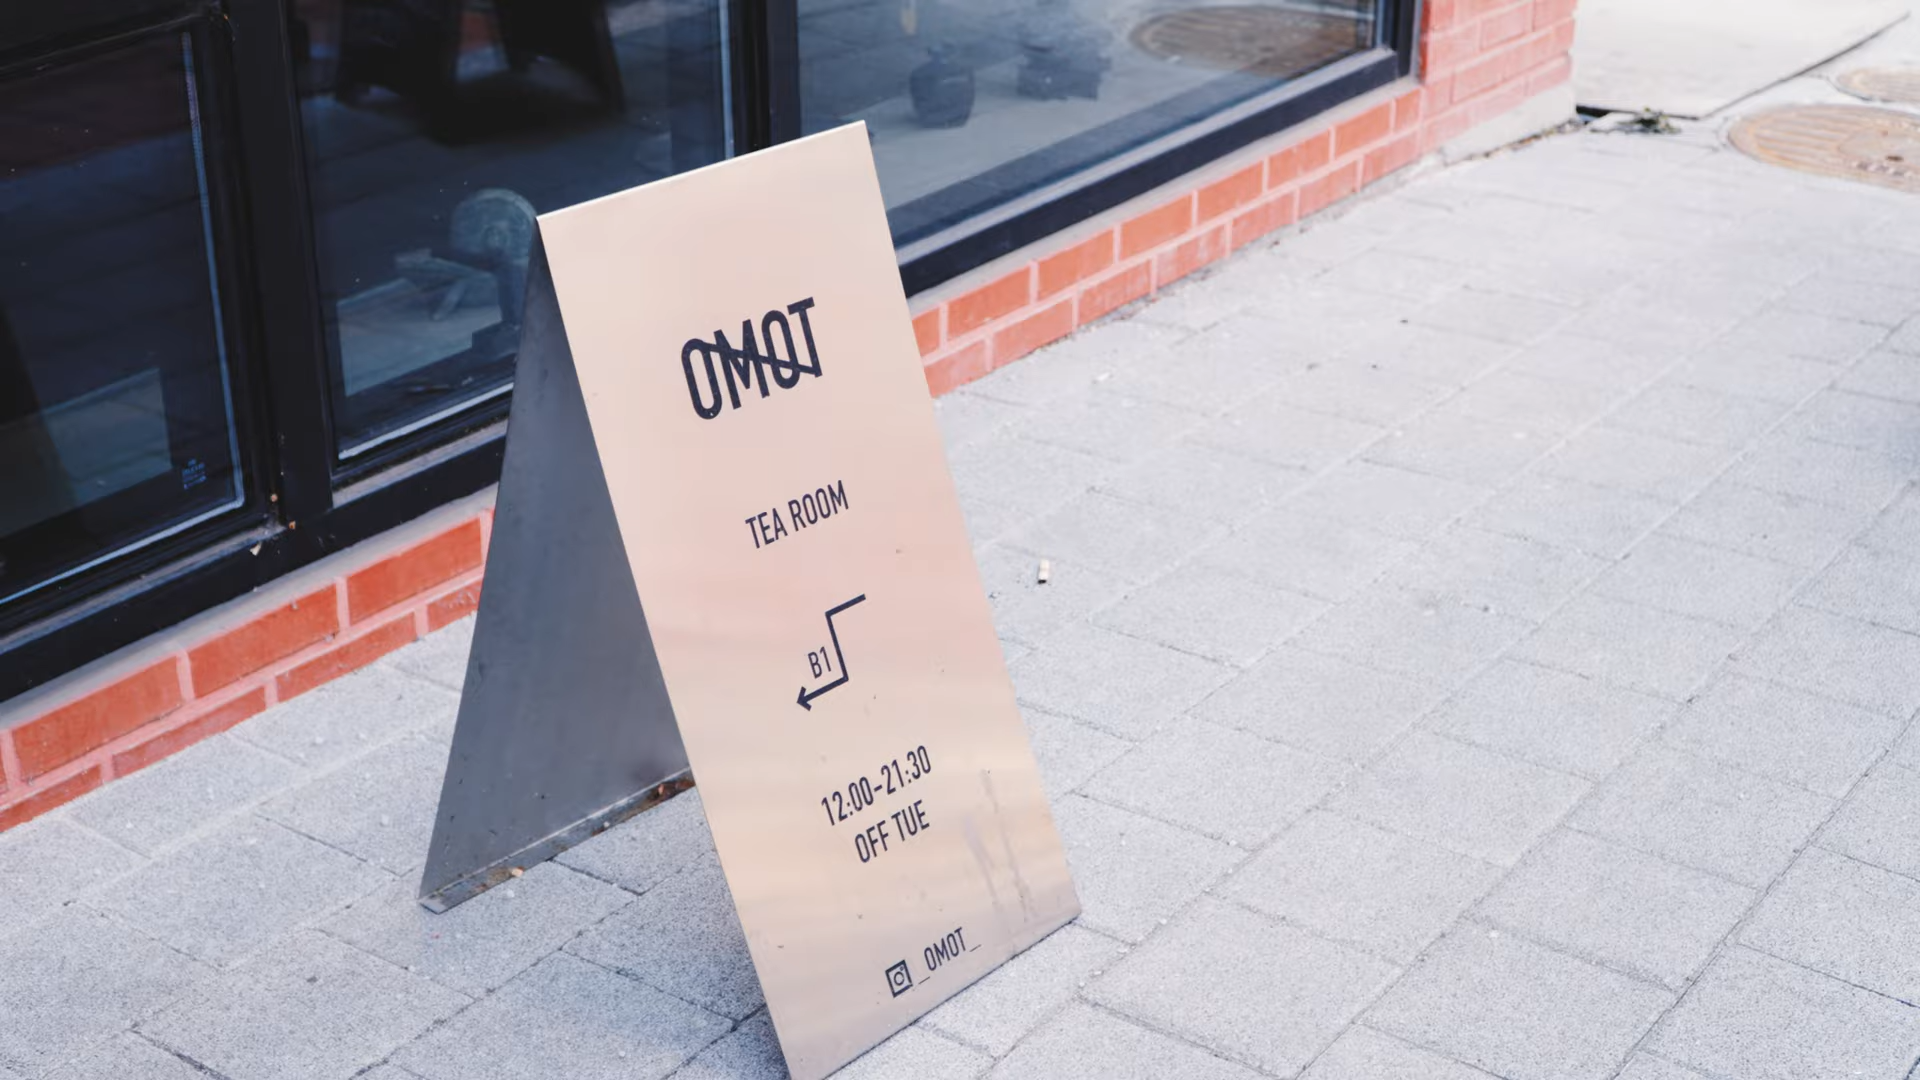 OMOT
TEA ROOM
B1
12:00-21:30
OFF TUE
_OMOT_